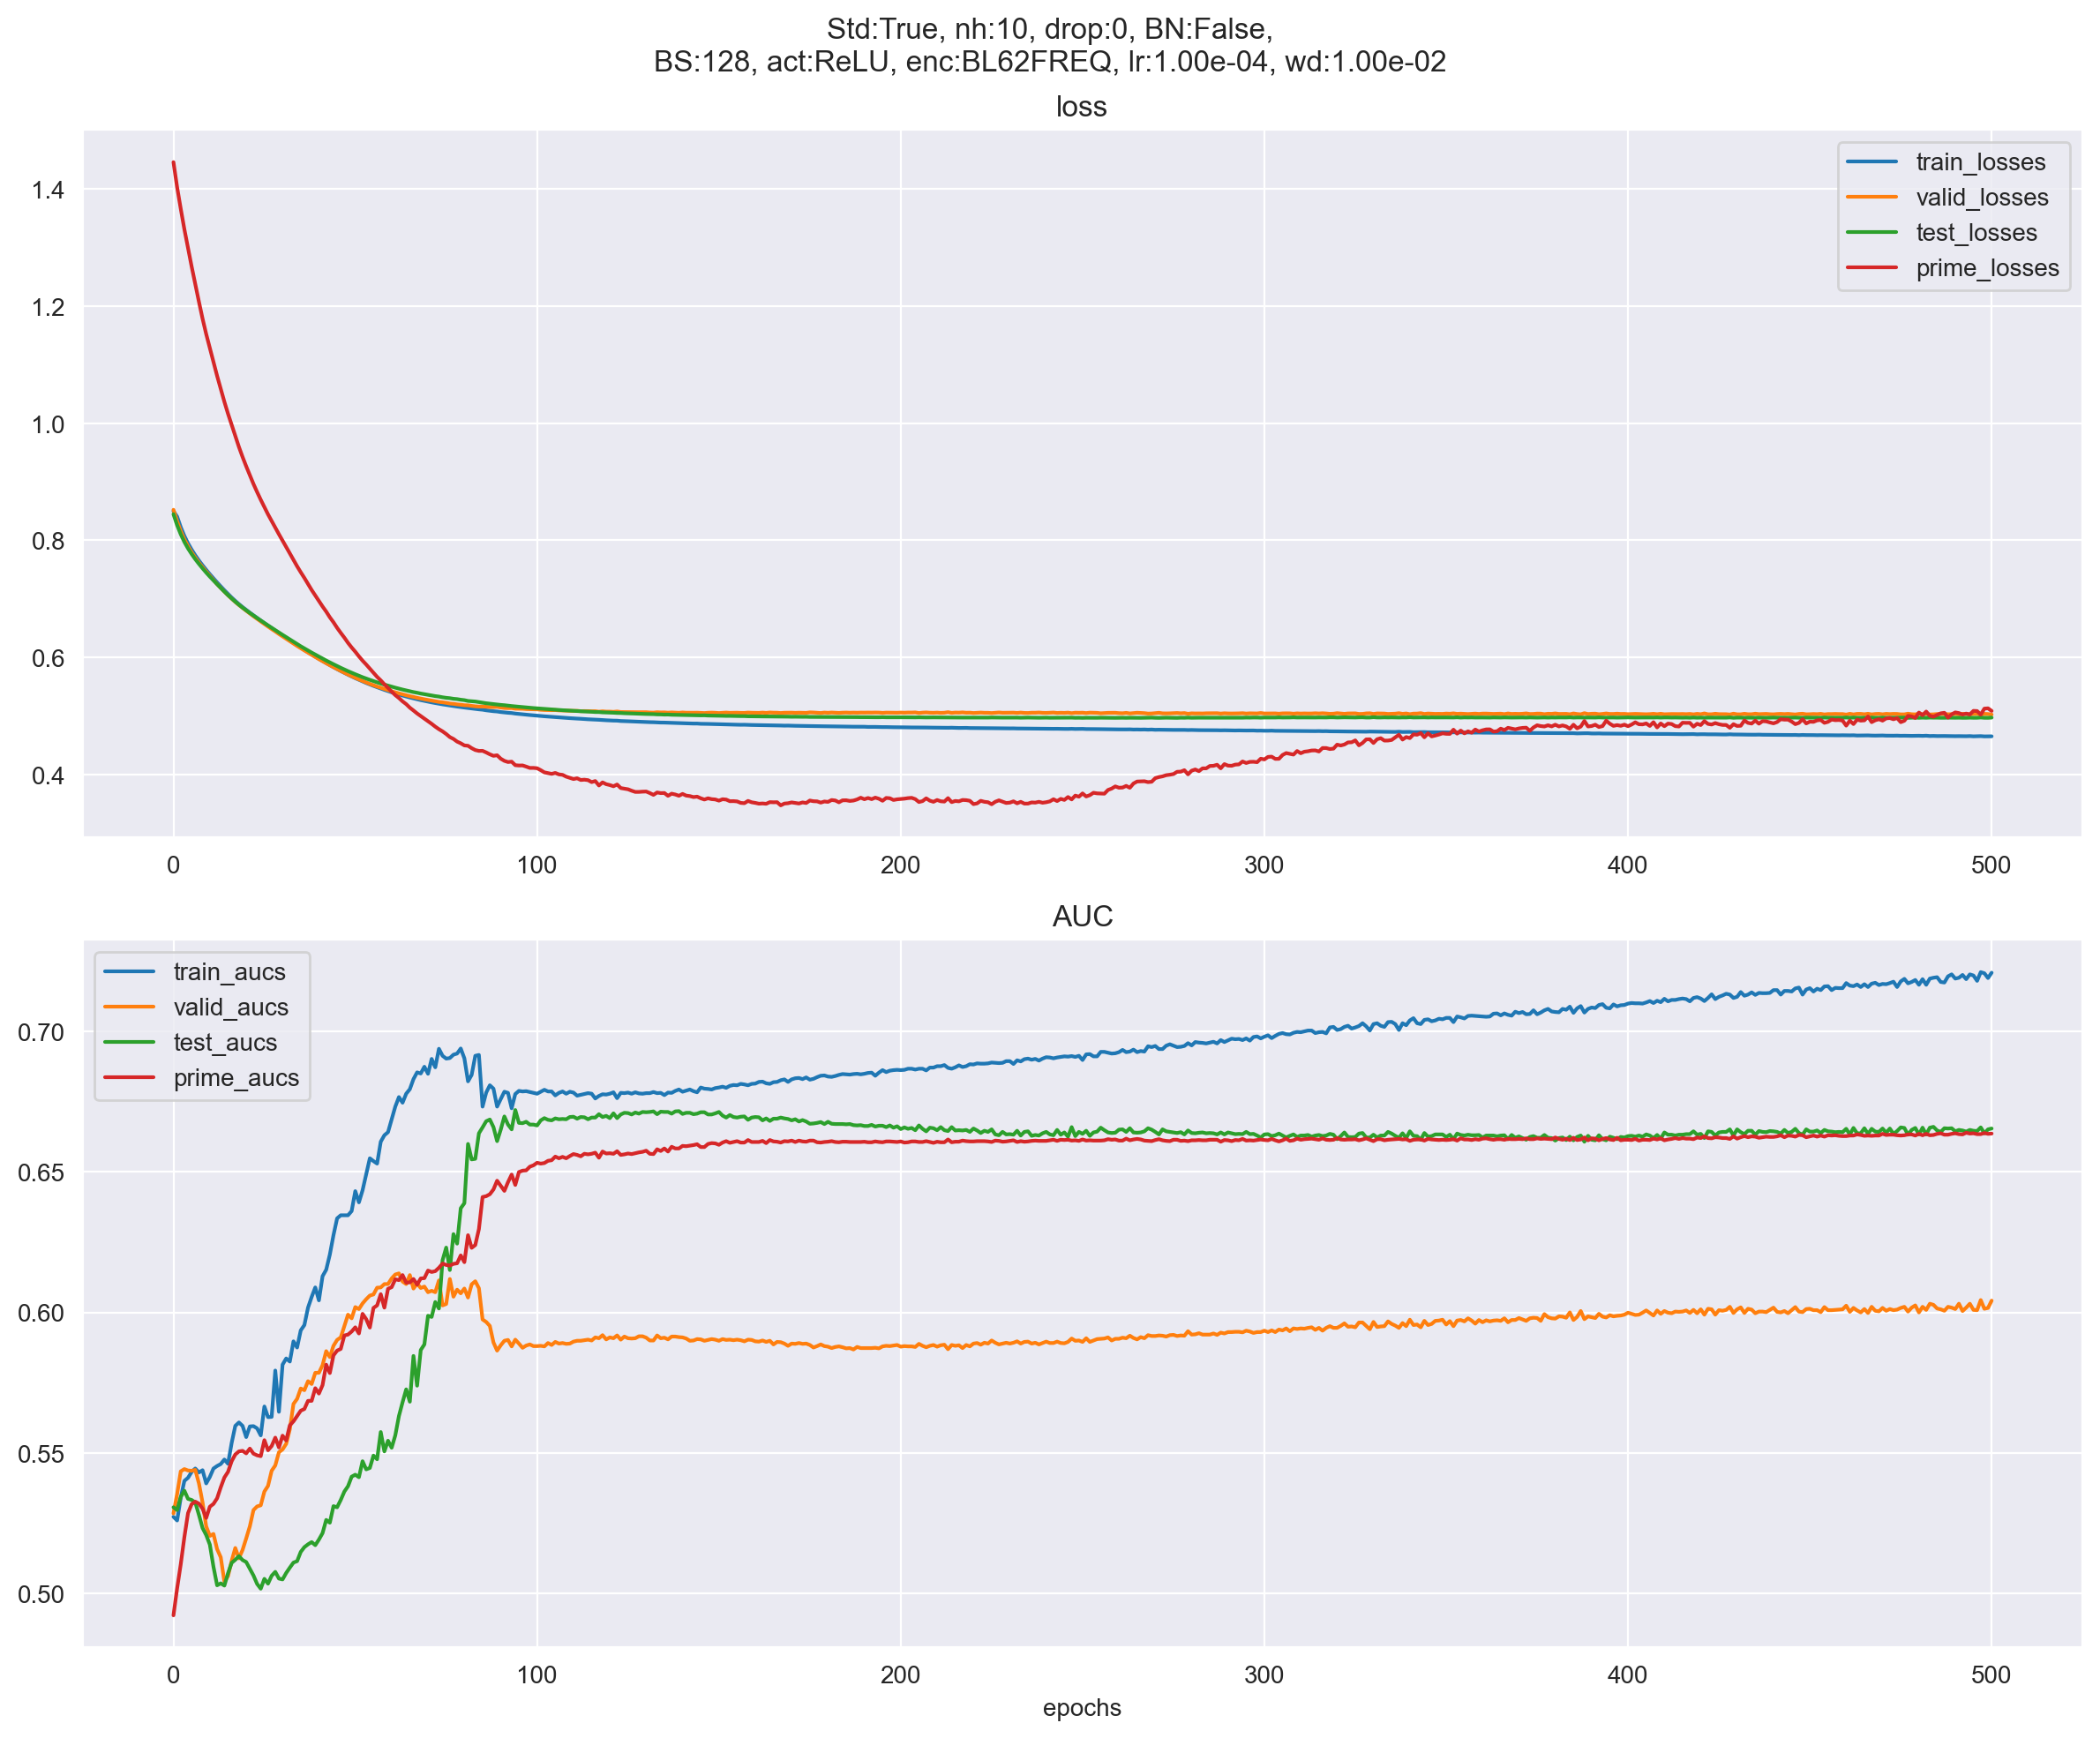 Std:True, nh:10, drop:0, BN:False,
BS:128, act:ReLU, enc:BL62FREQ, lr:1.00e-04, wd:1.00e-02
loss
1.4
1.2
1.0
0.8
0.6
0.4
train_losses
valid_losses
test_losses
prime_losses
0 100 200 300 400 500
AUC
train_aucs
valid_aucs
test_aucs
prime_aucs
0.70
0.65
0.60
0.55
0.50
0 100 200 300 400 500
epochs